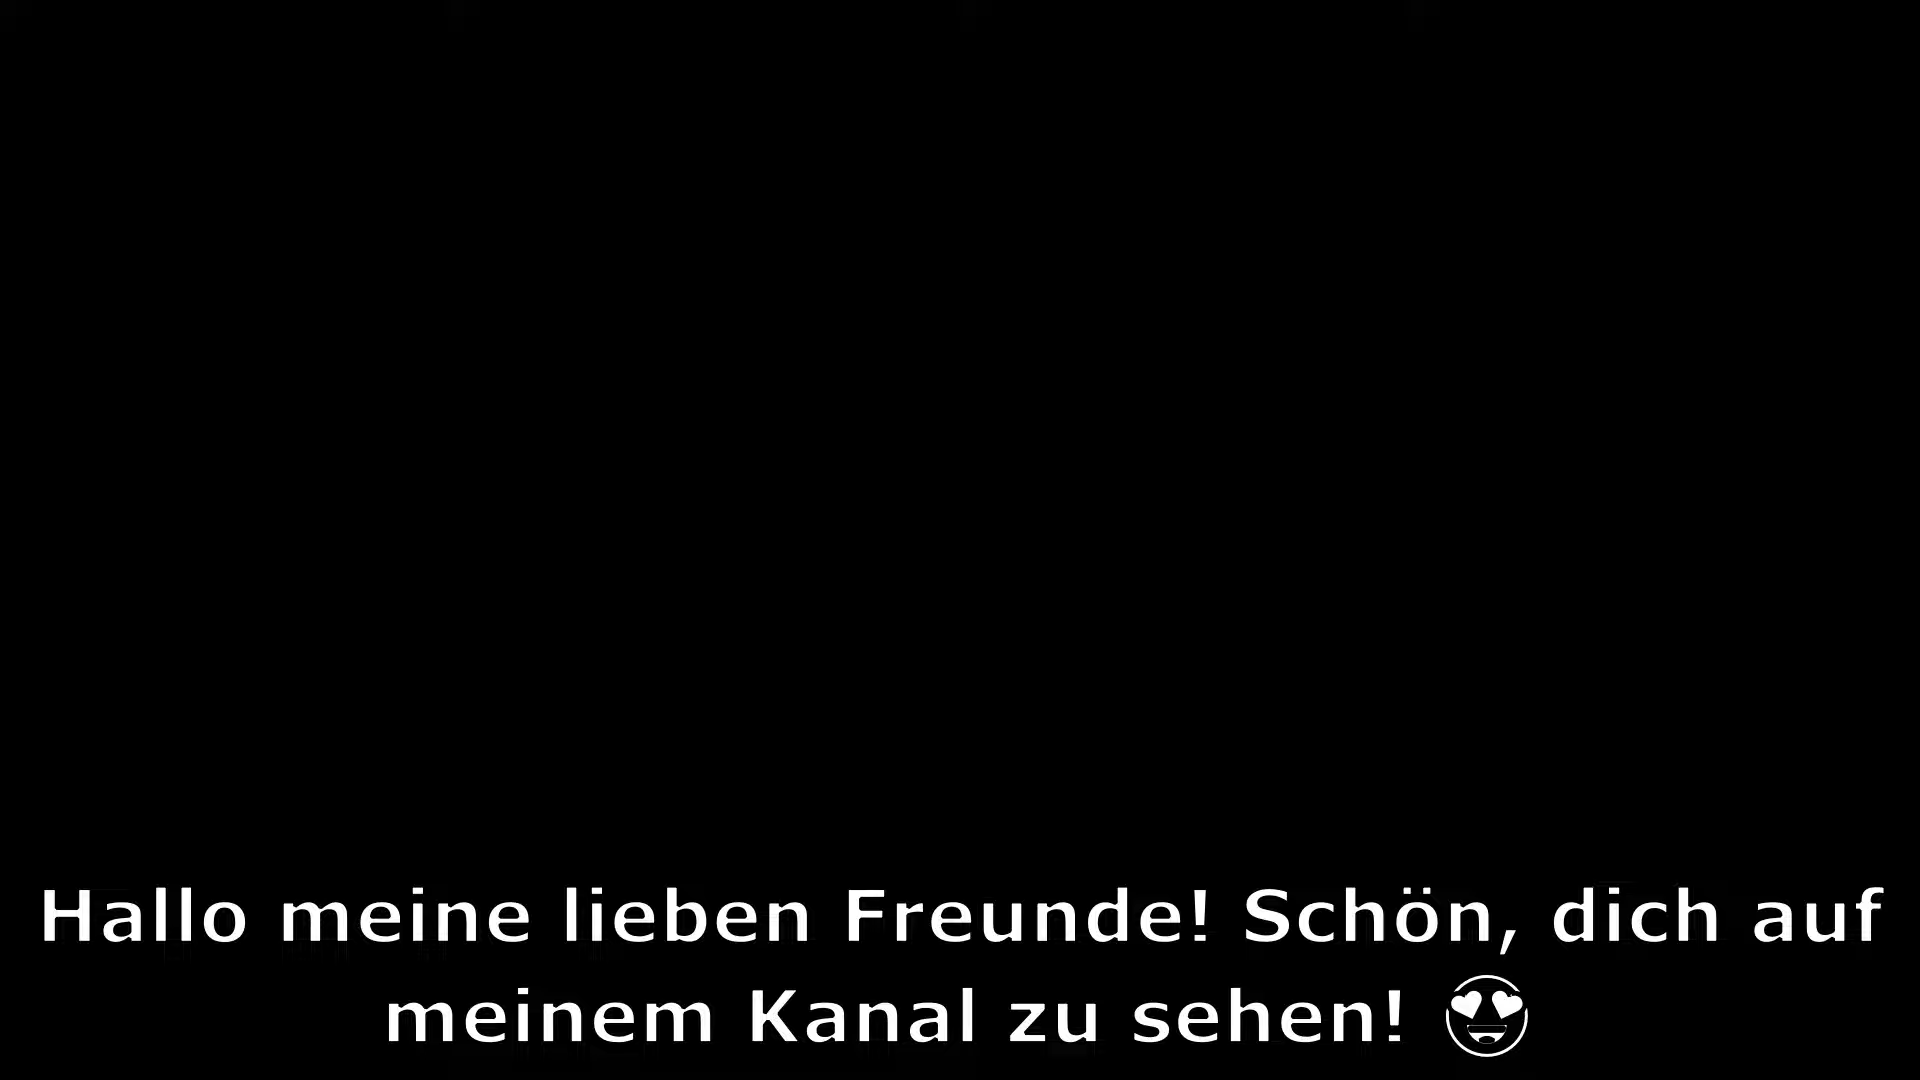 Hallo meine lieben Freunde! Schön, dich auf
meinem Kanal zu sehen! 😍